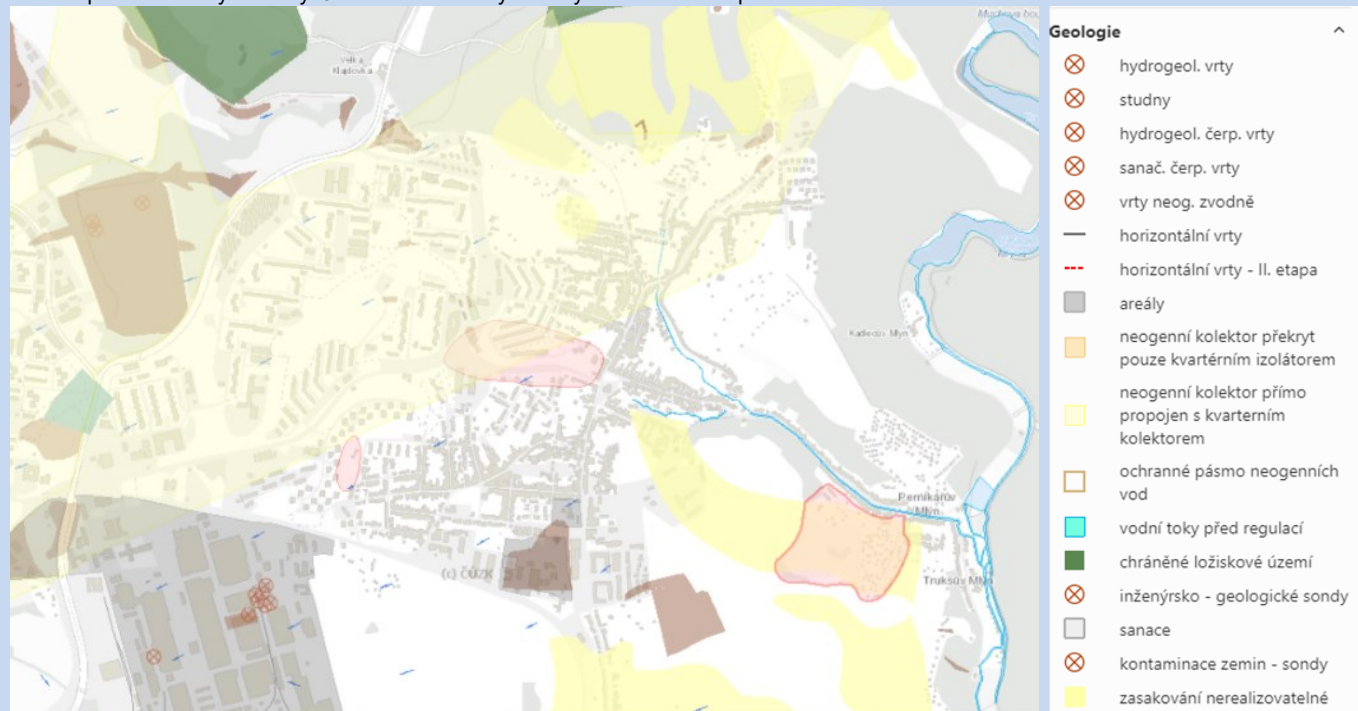 Velká
Klajdovka
Kadlecův Mlýn
Pernikářův
Mlýn
Truksův Mlýn
(c) ČÚZK
Geologie
hydrogeol. vrty
studny
hydrogeol. čerp. vrty
sanač. čerp. vrty
vrty neog. zvodně
horizontální vrty
horizontální vrty - II. etapa
areály
neogenní kolektor překryt
pouze kvartérním izolátorem
neogenní kolektor přímo
propojen s kvarterním
kolektorem
ochranné pásmo neogenních
vod
vodní toky před regulací
chráněné ložiskové území
inženýrsko - geologické sondy
sanace
kontaminace zemin - sondy
zasakování nerealizovatelné